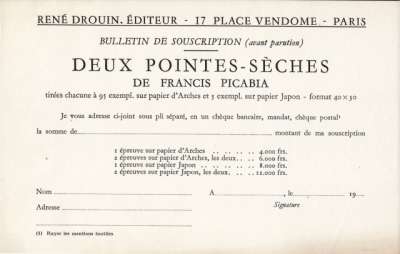 RENÉ DROUIN, ÉDITEUR - 17 PLACE VENDOME - PARIS
BULLETIN DE SOUSCRIPTION (avant parution)
DEUX POINTES-SÈCHES
DE FRANCIS PICABIA
tirées chacune à 95 exempl. sur papier d'Arches et 5 exempl. sur papier Japon - format 40 × 30
Je vous adresse ci-joint sous pli séparé, en un chèque bancaire, mandat, chèque postal¹
la somme de montant de ma souscription
1 épreuve sur papier d'Arches .. .. .. .. 4.000 frs.
2 épreuves sur papier d'Arches, les deux. .. 6.000 frs.
1 épreuve sur papier Japon .. .. .. .. .. 8.000 frs.
2 épreuves sur papier Japon, les deux. .. .. 12.000 frs.
Nom A , le 19
Adresse Signature
(1) Rayer les mentions inutiles